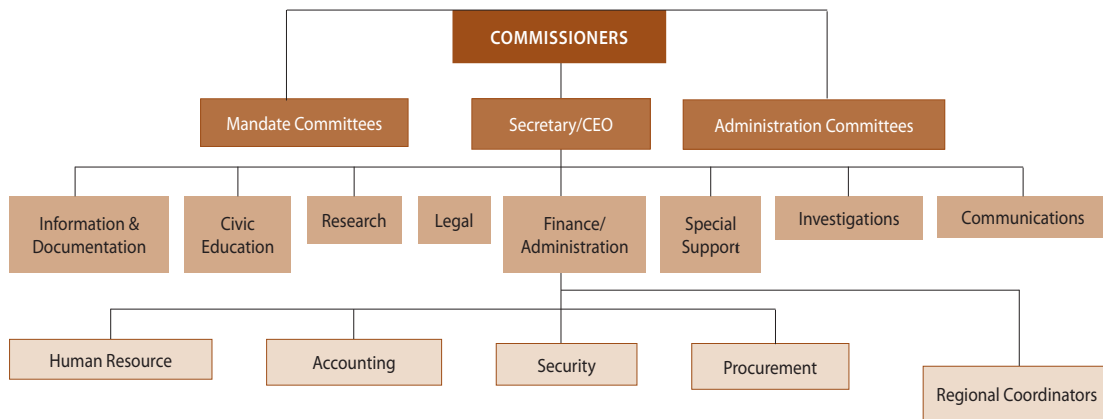 COMMISSIONERS
Mandate Committees
Secretary/CEO
Administration Committees
Information &
Documentation
Civic
Education
Research
Legal
Finance/
Administration
Special
Support
Investigations
Communications
Human Resource
Accounting
Security
Procurement
Regional Coordinators